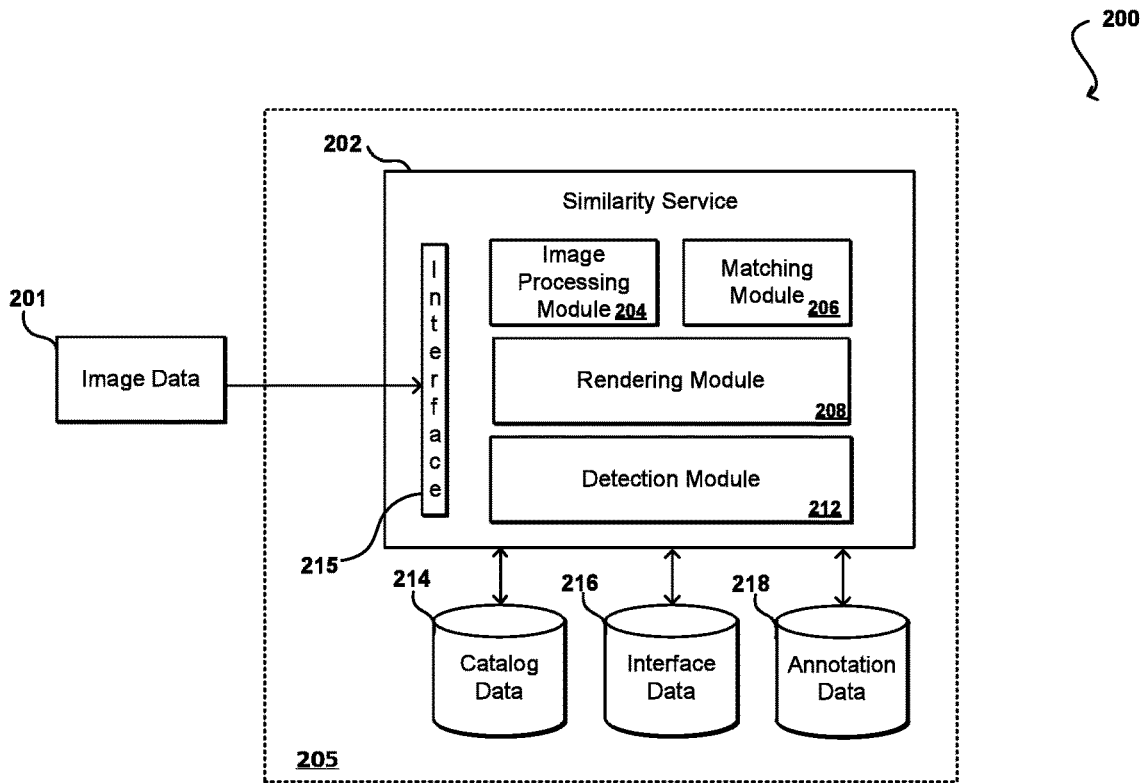 200
202
Similarity Service
Interface
Image
Processing
Module 204
Matching
Module 206
201
Image Data
Rendering Module
208
Detection Module
212
215
214
216
218
Catalog
Data
Interface
Data
Annotation
Data
205